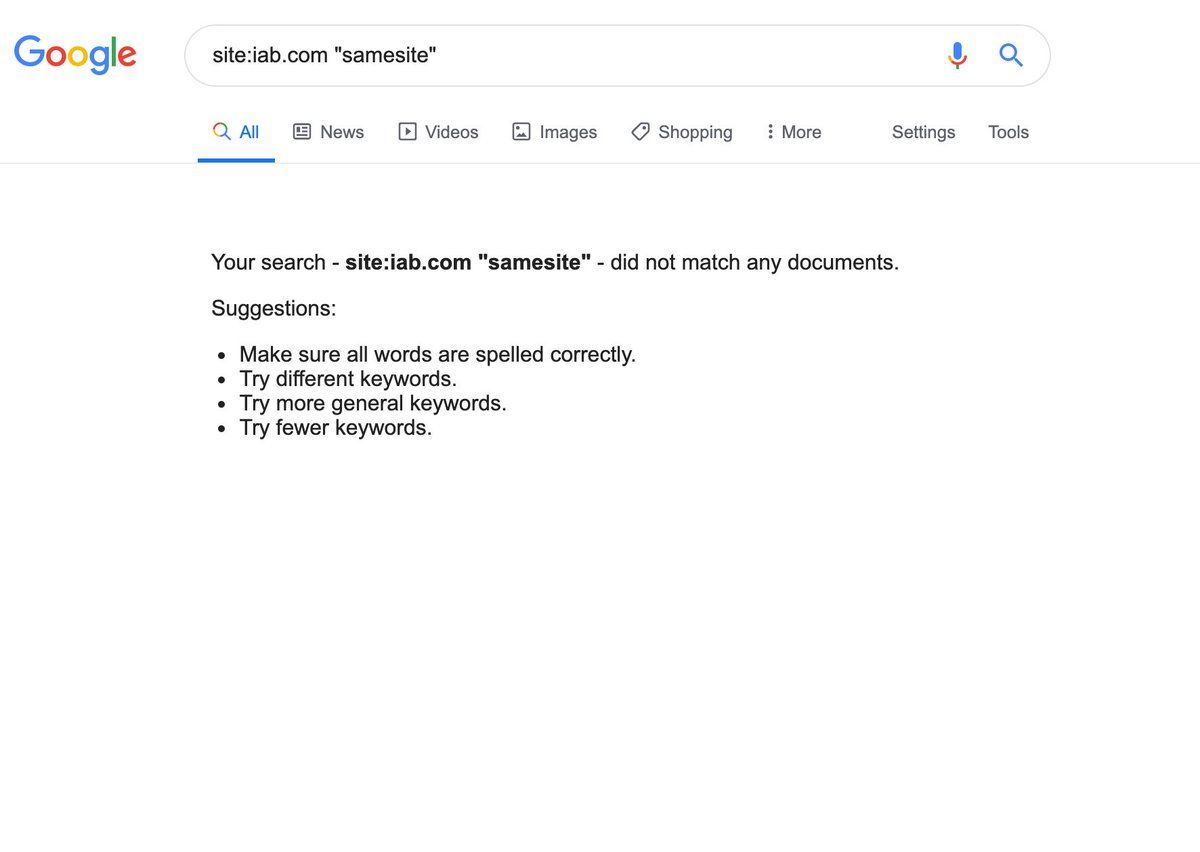 Google
site:iab.com "samesite"
All News Videos Images Shopping More Settings Tools
Your search - site:iab.com "samesite" - did not match any documents.
Suggestions:
Make sure all words are spelled correctly.
Try different keywords.
Try more general keywords.
Try fewer keywords.